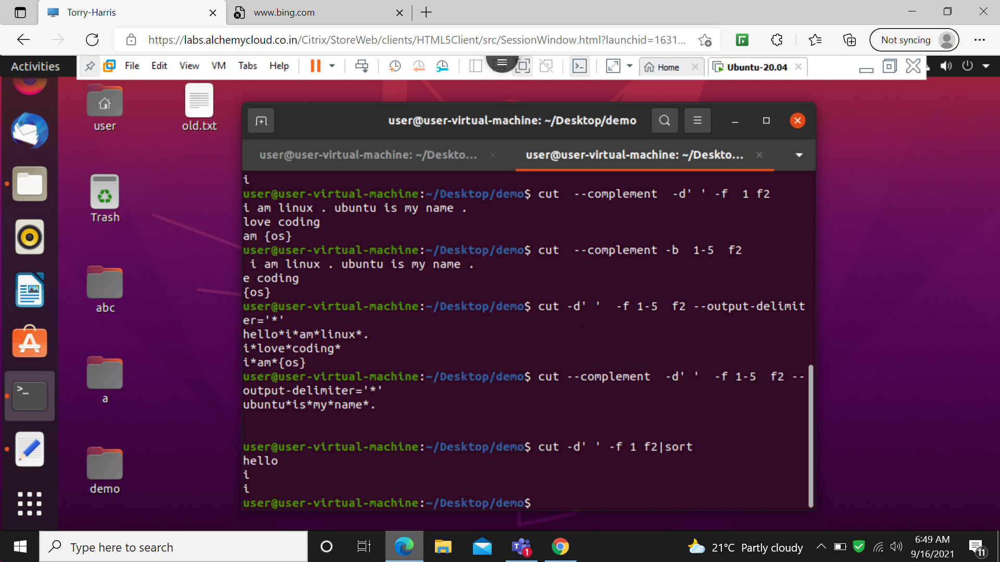 Torry-Harris
www.bing.com
https://labs.alchemycloud.co.in/Citrix/StoreWeb/clients/HTML5Client/src/SessionWindow.html?launchid=1631...
Not syncing
Activities
File Edit View VM Tabs Help
Home
Ubuntu-20.04
user
old.txt
Trash
abc
a
demo
user@user-virtual-machine: ~/Desktop/demo
user@user-virtual-machine: ~/Deskto...
user@user-virtual-machine: ~/Deskto...
i
user@user-virtual-machine:~/Desktop/demo$ cut  --complement  -d' ' -f  1 f2
i am linux . ubuntu is my name .
love coding
am {os}
user@user-virtual-machine:~/Desktop/demo$ cut  --complement -b  1-5  f2
 i am linux . ubuntu is my name .
e coding
{os}
user@user-virtual-machine:~/Desktop/demo$ cut -d' '  -f 1-5  f2 --output-delimit
er='*'
hello*i*am*linux*.
i*love*coding*
i*am*{os}
user@user-virtual-machine:~/Desktop/demo$ cut --complement  -d' '  -f 1-5  f2 --
output-delimiter='*'
ubuntu*is*my*name*.
user@user-virtual-machine:~/Desktop/demo$ cut -d' ' -f 1 f2|sort
hello
i
i
user@user-virtual-machine:~/Desktop/demo$
Type here to search
1
21°C Partly cloudy
6:49 AM
9/16/2021
11